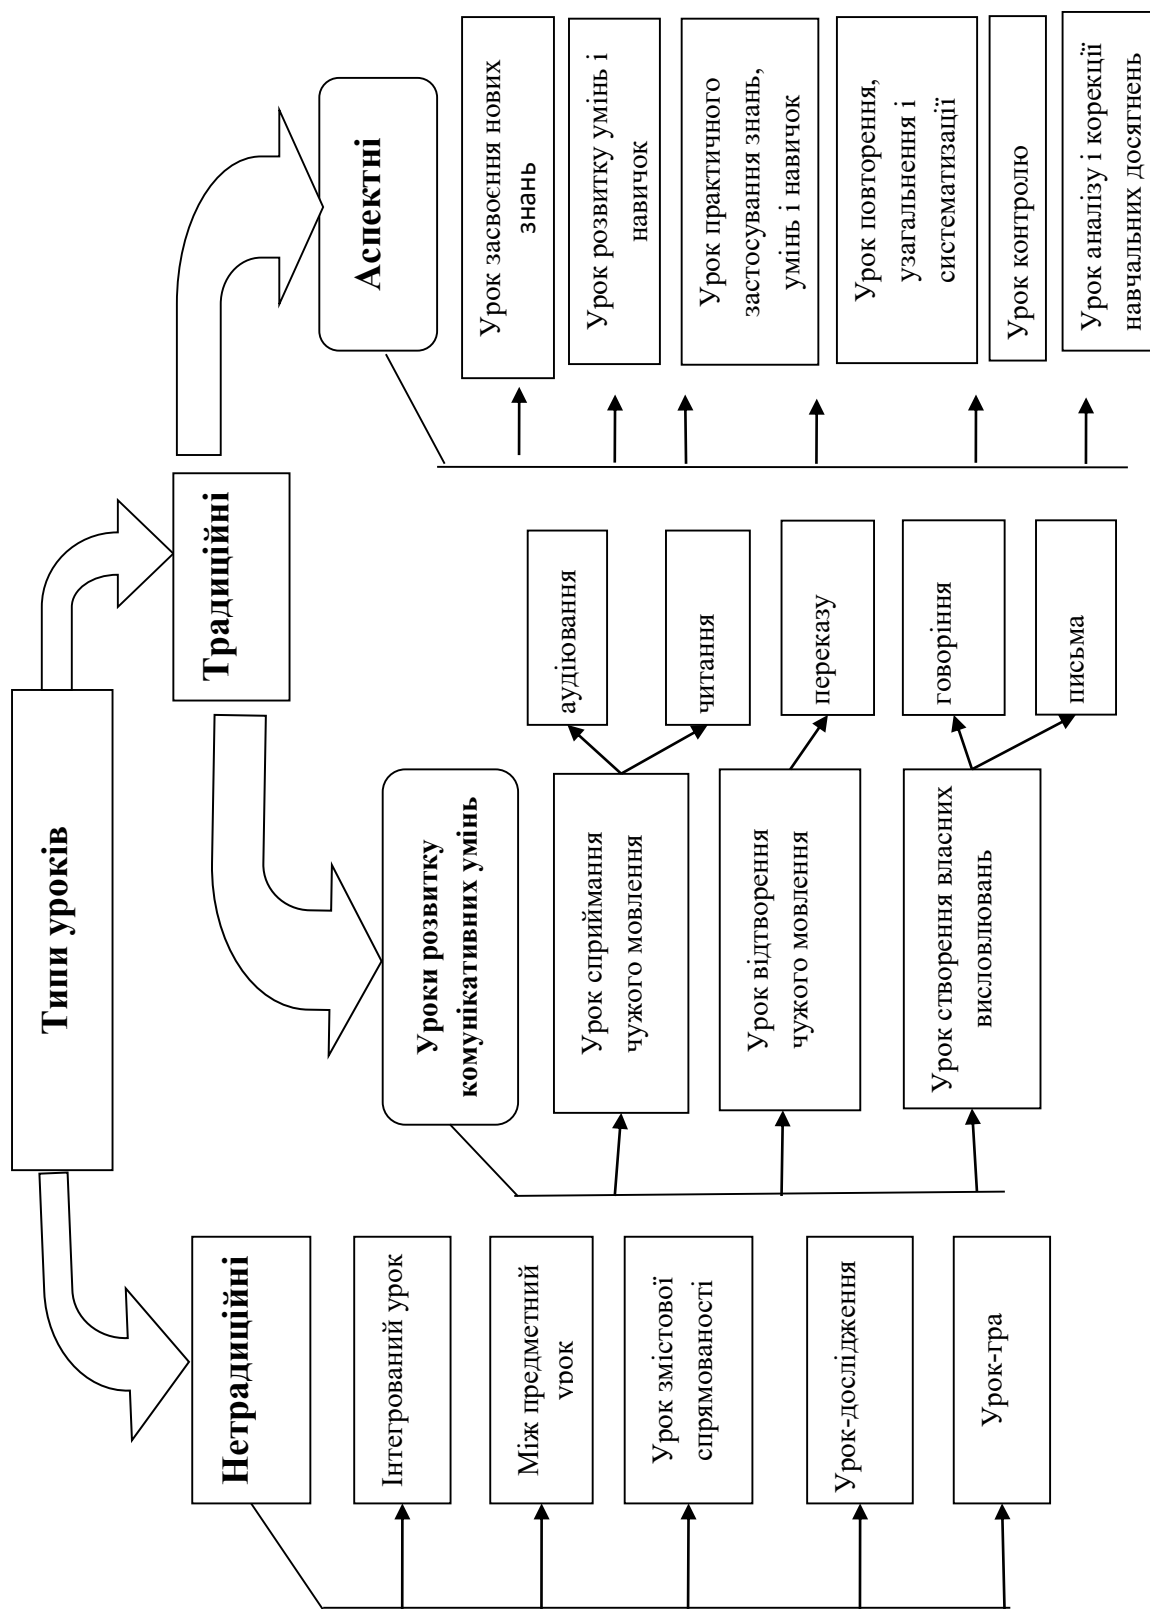 Типи уроків
Нетрадиційні
Традиційні
Інтегрований урок
Між предметний
урок
Урок змістової
спрямованості
Урок-дослідження
Урок-гра
Уроки розвитку
комунікативних умінь
Урок сприймання
чужого мовлення
аудіювання
читання
Урок відтворення
чужого мовлення
переказу
Урок створення власних
висловлювань
говоріння
письма
Аспектні
Урок засвоєння нових
знань
Урок розвитку умінь і
навичок
Урок практичного
застосування знань,
умінь і навичок
Урок повторення,
узагальнення і
систематизації
Урок контролю
Урок аналізу і корекції
навчальних досягнень